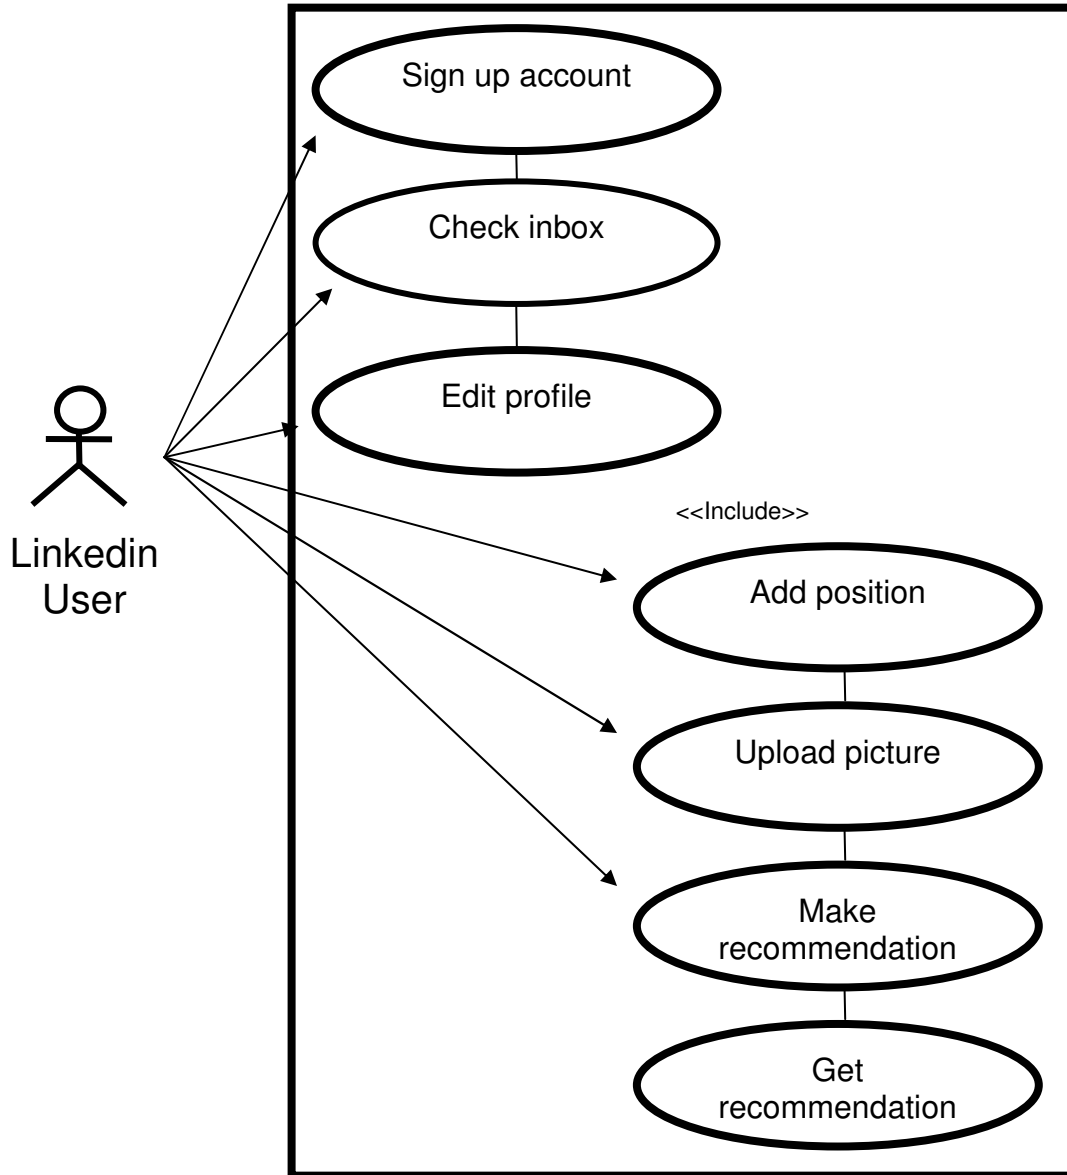 Sign up account
Check inbox
Edit profile
Linkedin
User
<<Include>>
Add position
Upload picture
Make
recommendation
Get
recommendation